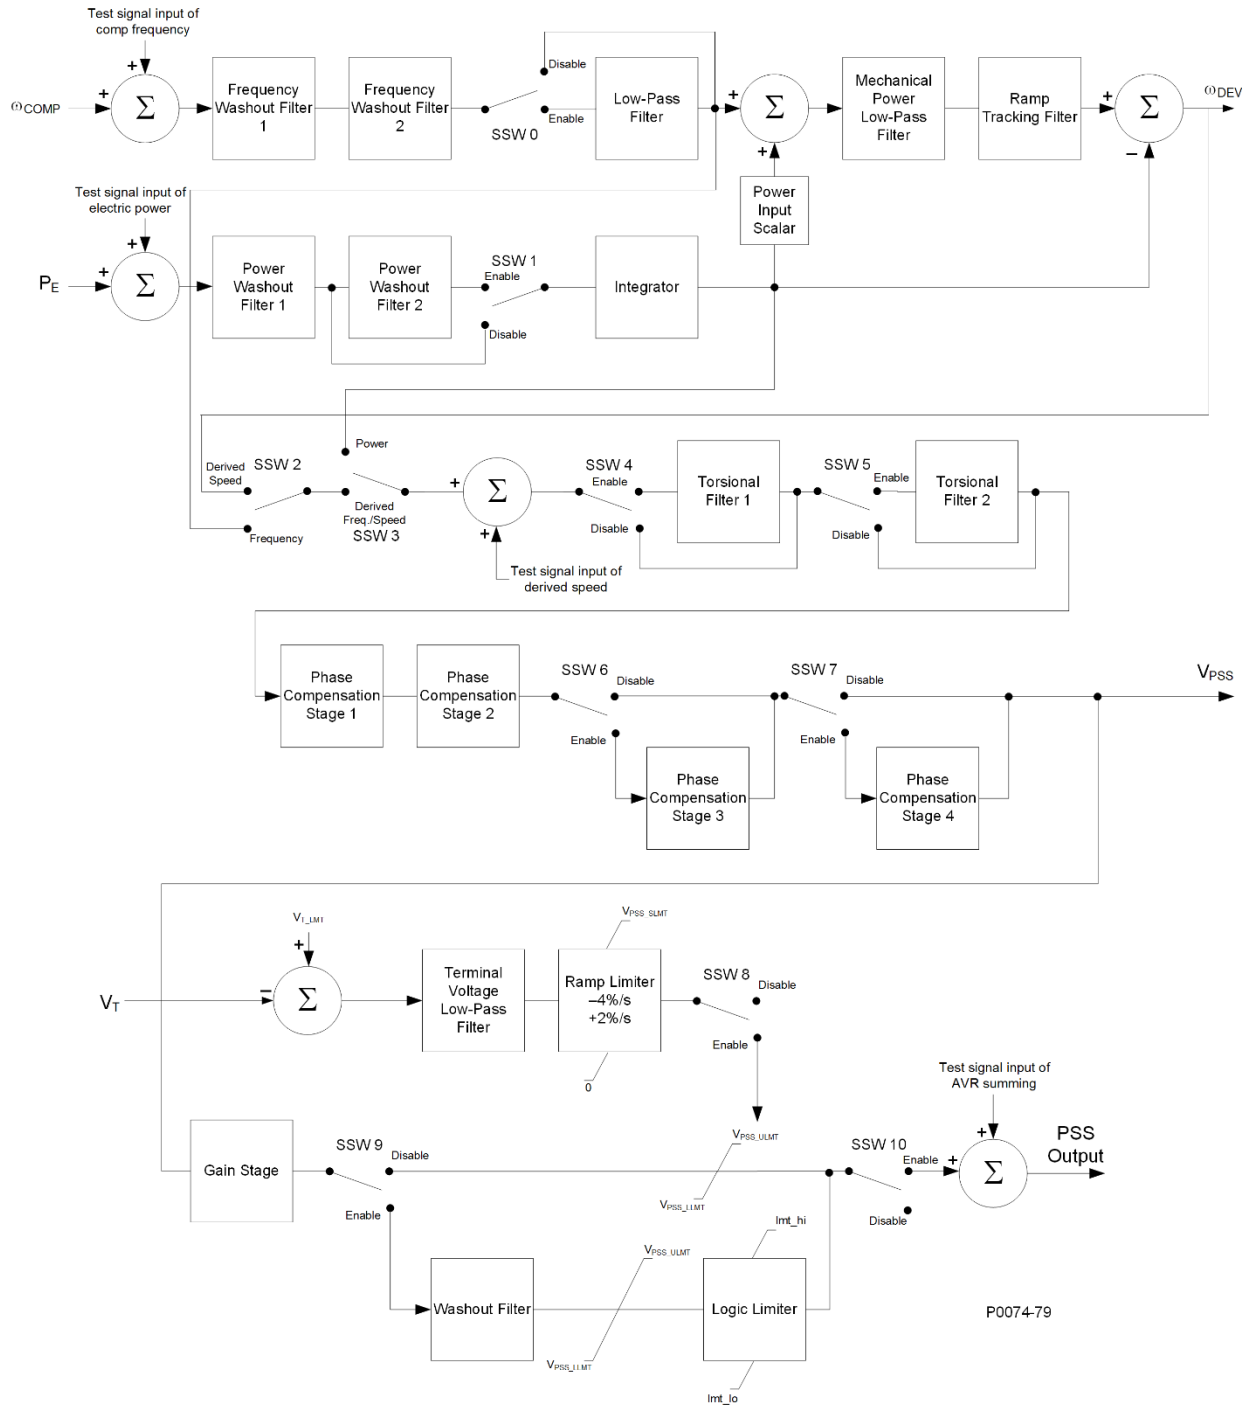 Test signal input of
comp frequency
+
+
ωCOMP
Σ
Frequency
Washout Filter
1
Frequency
Washout Filter
2
Disable
Enable
SSW 0
Low-Pass
Filter
+
Σ
+
Mechanical
Power
Low-Pass
Filter
Ramp
Tracking Filter
+
Σ
–
ωDEV
Test signal input of
electric power
+
+
PE
Σ
Power
Washout
Filter 1
Power
Washout
Filter 2
SSW 1
Enable
Disable
Integrator
Power
Input
Scalar
Derived
Speed
SSW 2
Frequency
Power
Derived
Freq./Speed
SSW 3
+
Σ
+
Test signal input of
derived speed
SSW 4
Enable
Disable
Torsional
Filter 1
SSW 5
Enable
Disable
Torsional
Filter 2
Phase
Compensation
Stage 1
Phase
Compensation
Stage 2
SSW 6
Disable
Enable
Phase
Compensation
Stage 3
SSW 7
Disable
Enable
Phase
Compensation
Stage 4
VPSS
VT_LMT
+
–
VT
Σ
Terminal
Voltage
Low-Pass
Filter
VPSS_SLMT
Ramp Limiter
–4%/s
+2%/s
0
SSW 8
Disable
Enable
Gain Stage
SSW 9
Disable
Enable
VPSS_ULMT
VPSS_LLMT
SSW 10
Enable
Disable
Test signal input of
AVR summing
+
+
Σ
PSS
Output
Washout Filter
VPSS_ULMT
VPSS_LLMT
lmt_hi
Logic Limiter
lmt_lo
P0074-79